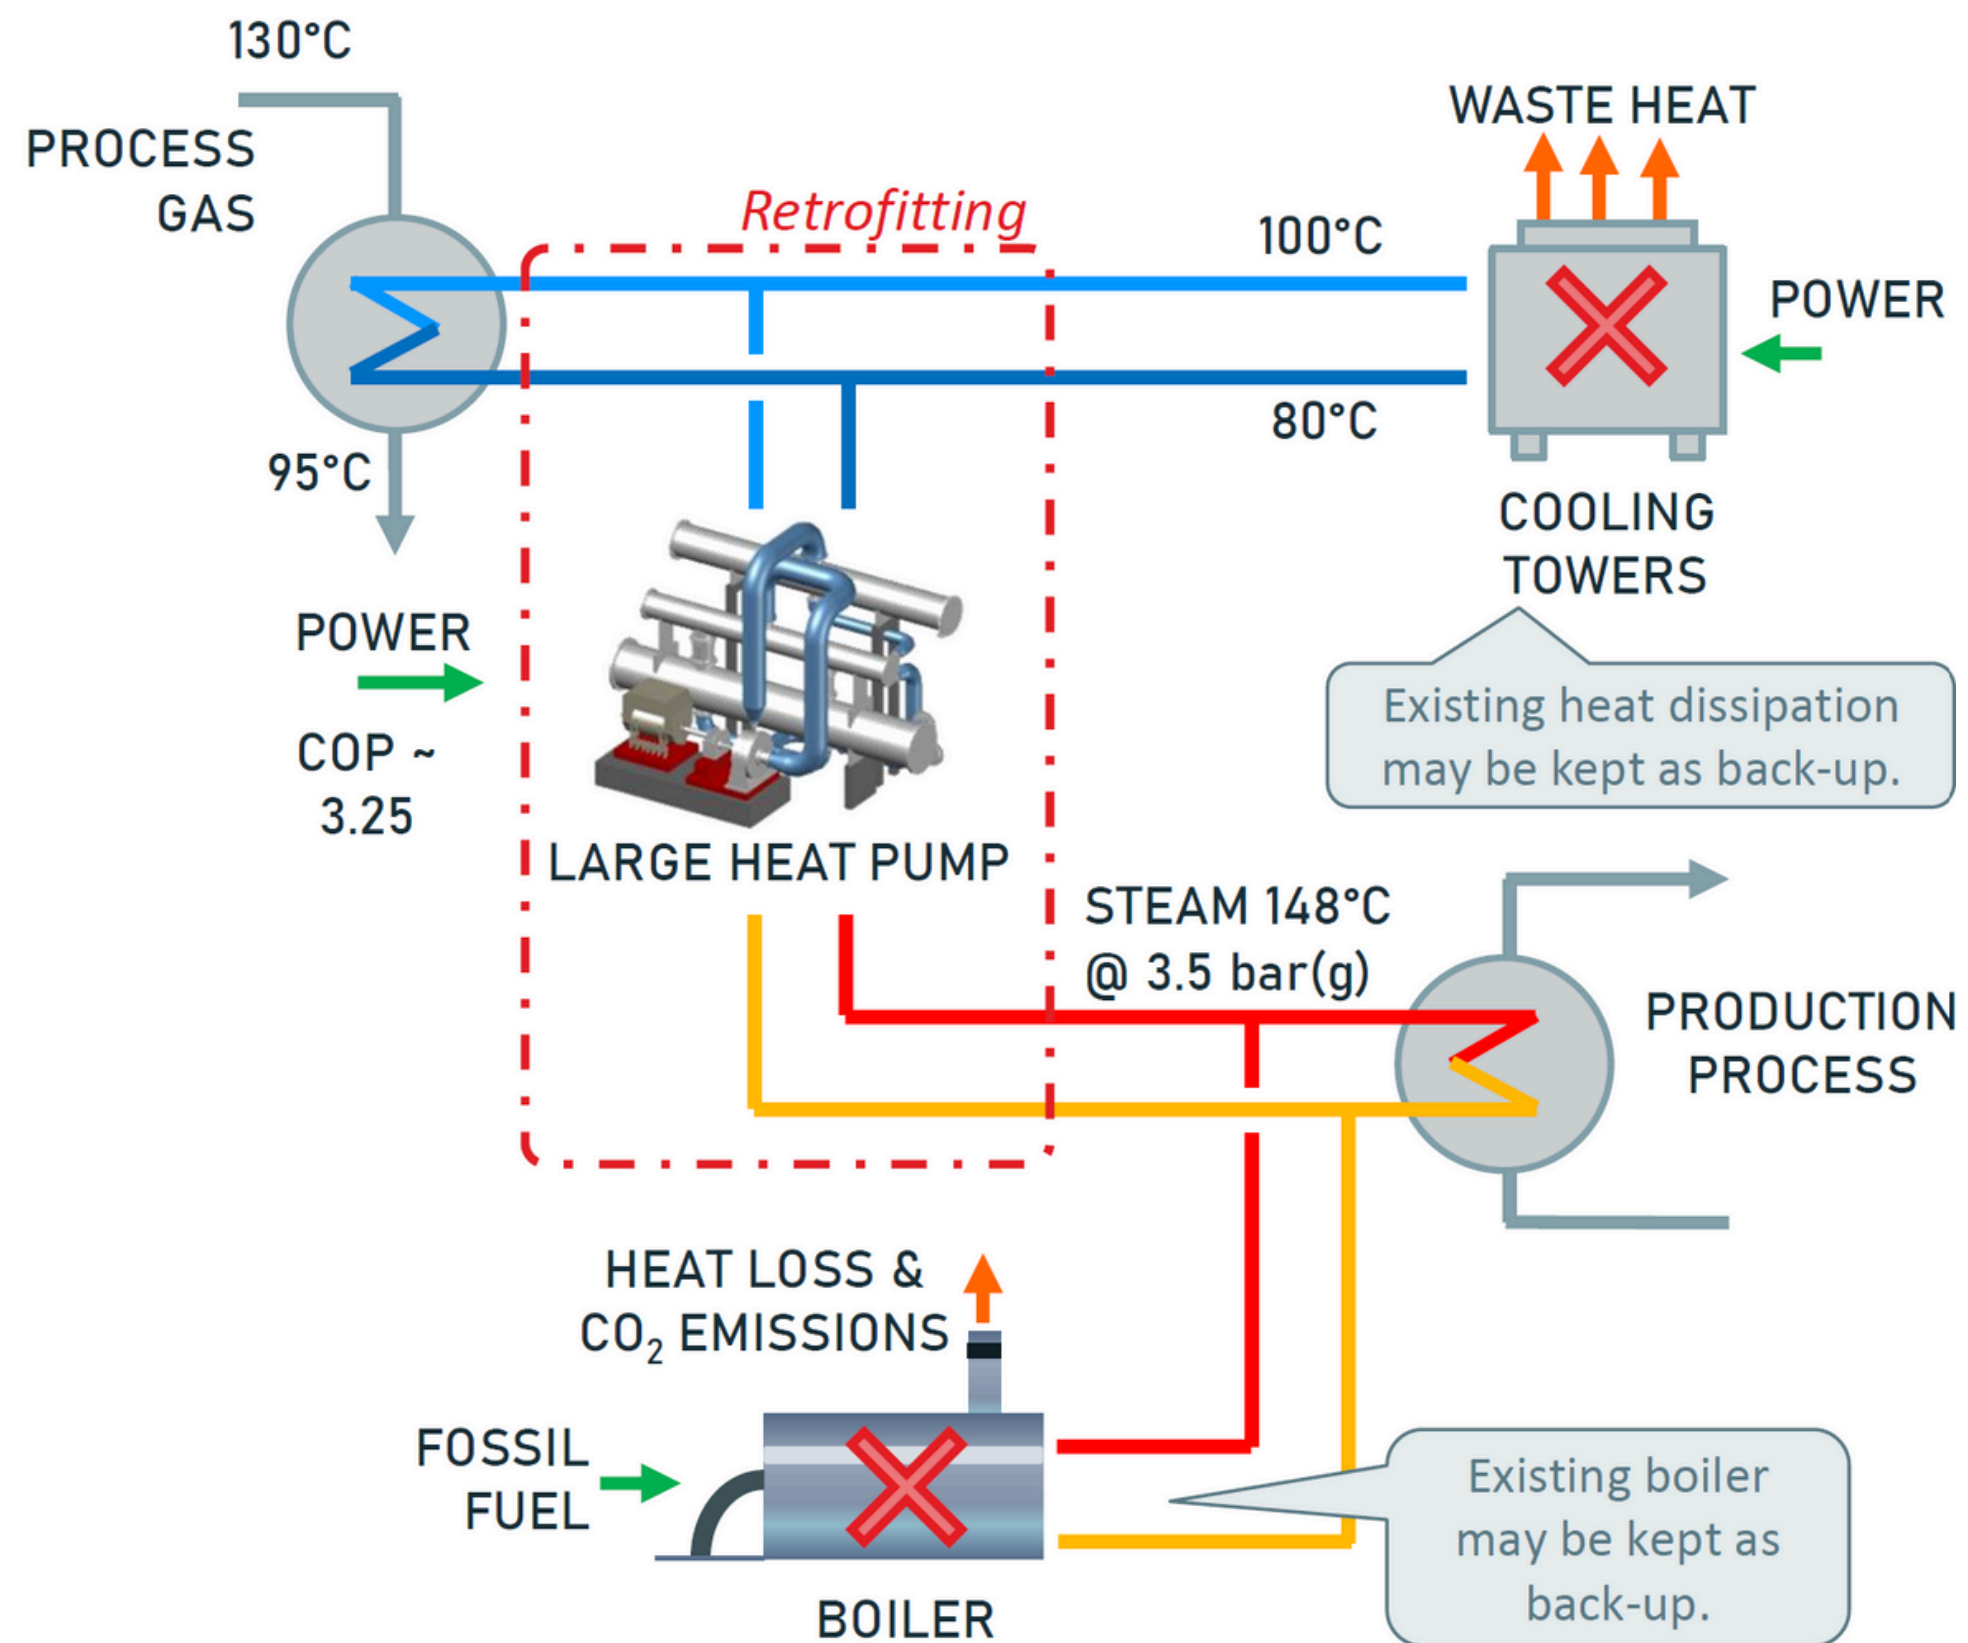 130°C
PROCESS
GAS
95°C
Retrofitting
100°C
80°C
WASTE HEAT
POWER
COOLING
TOWERS
Existing heat dissipation
may be kept as back-up.
POWER
COP ~
3.25
LARGE HEAT PUMP
STEAM 148°C
@ 3.5 bar(g)
PRODUCTION
PROCESS
HEAT LOSS &
CO₂ EMISSIONS
FOSSIL
FUEL
BOILER
Existing boiler
may be kept as
back-up.